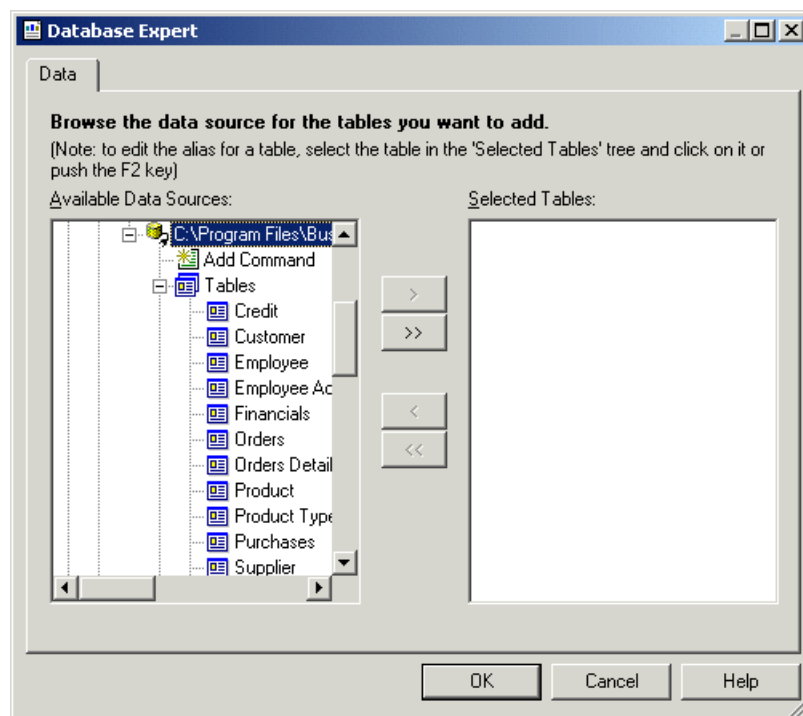 Database Expert
Data
Browse the data source for the tables you want to add.
(Note: to edit the alias for a table, select the table in the 'Selected Tables' tree and click on it or
push the F2 key)
Available Data Sources:
Selected Tables:
C:\Program Files\Bus
Add Command
Tables
Credit
Customer
Employee
Employee Ad
Financials
Orders
Orders Detail
Product
Product Type
Purchases
Supplier
>
>>
<
<<
OK
Cancel
Help